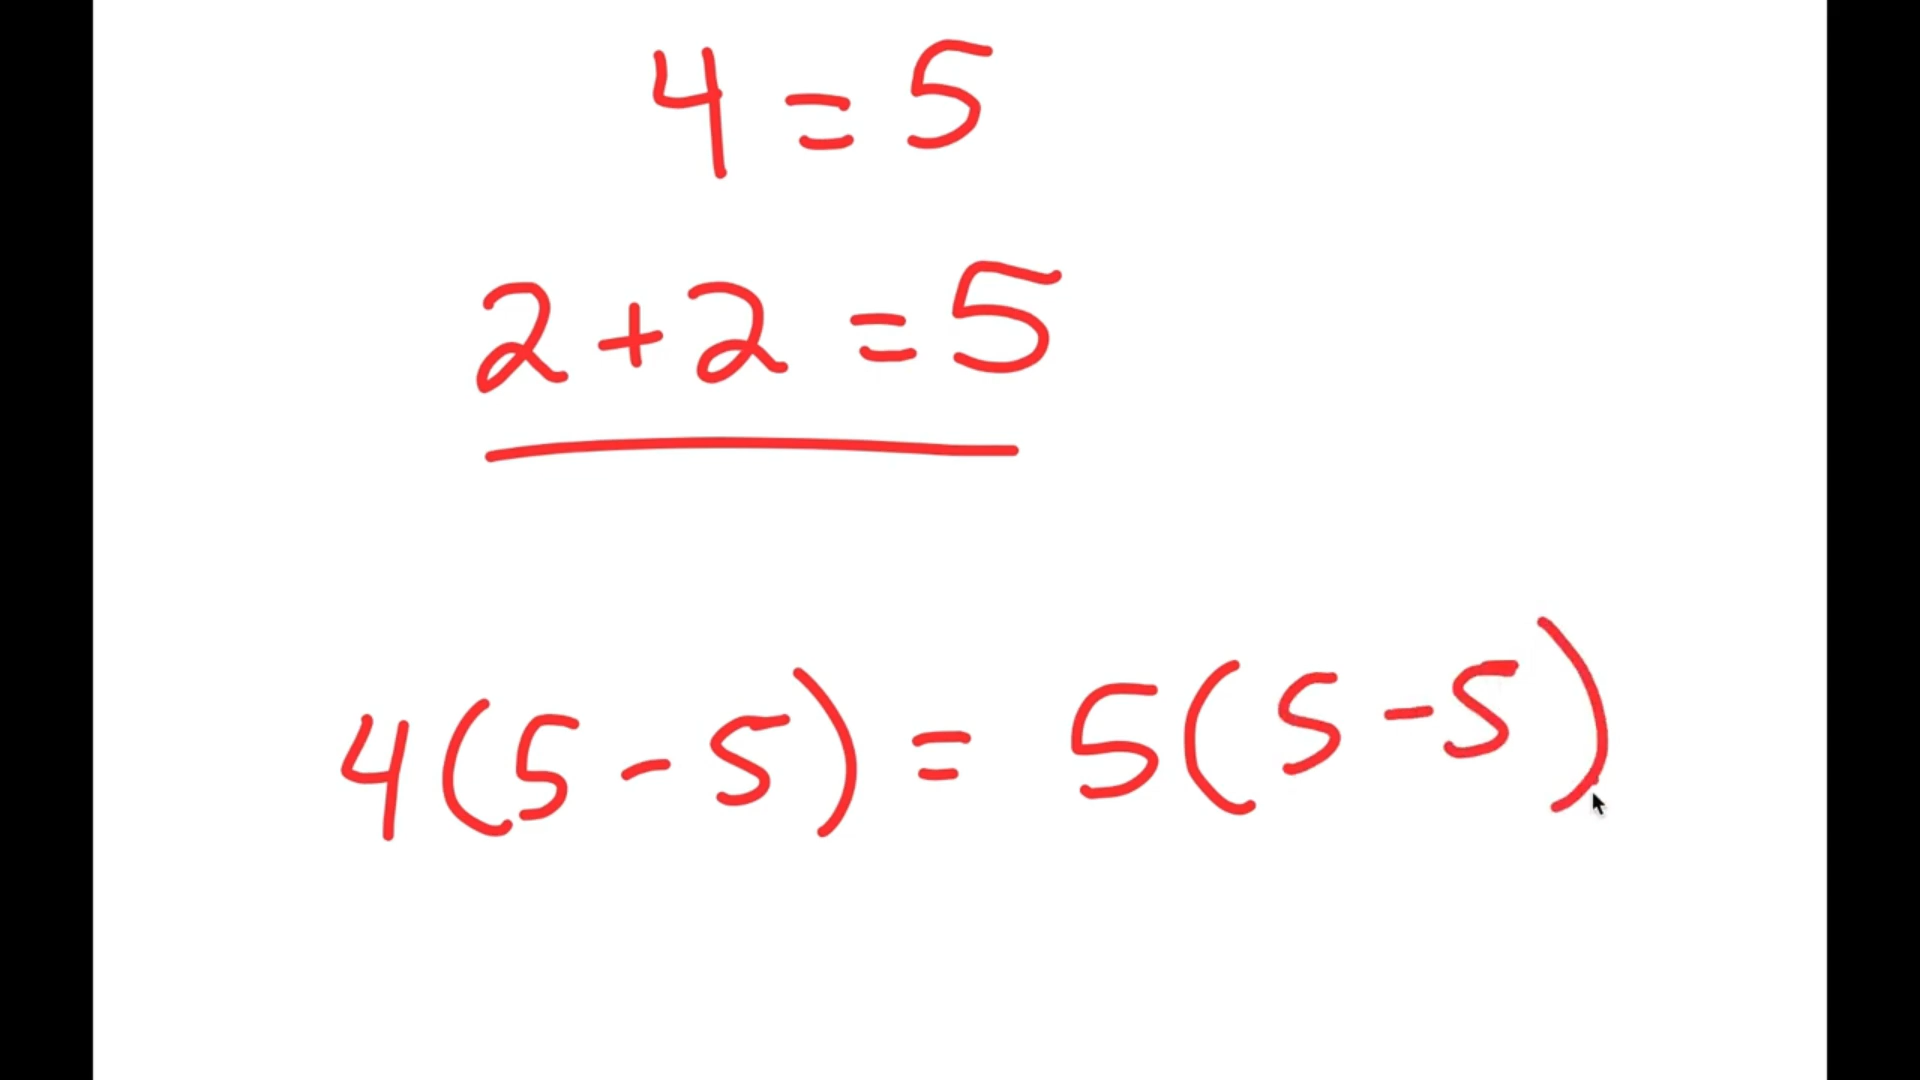 4 = 5
2 + 2 = 5
4(5 - 5) = 5(5 - 5)